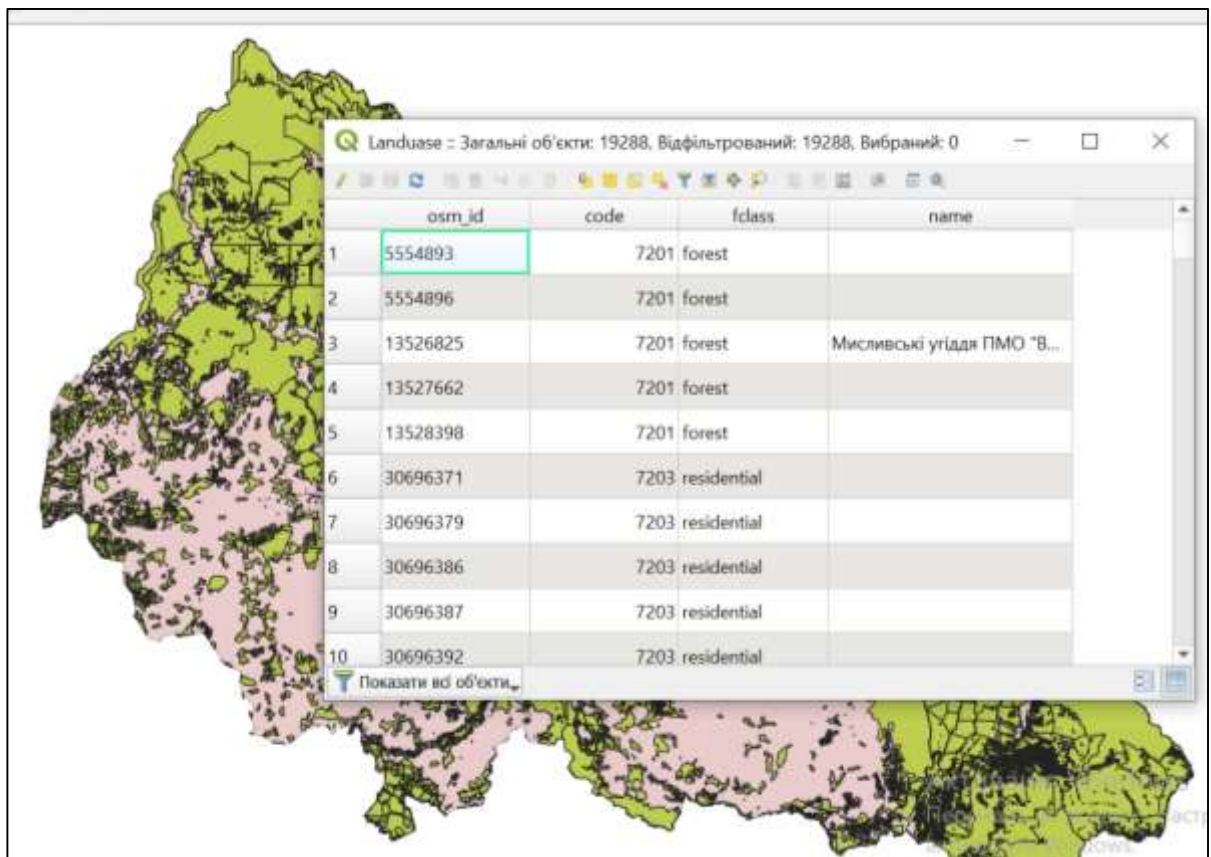 Landuase :: Загальні об'єкти: 19288, Відфільтрований: 19288, Вибраний: 0
osm_id code fclass name
1 5554893 7201 forest
2 5554896 7201 forest
3 13526825 7201 forest Мисливські угіддя ПМО "В...
4 13527662 7201 forest
5 13528398 7201 forest
6 30696371 7203 residential
7 30696379 7203 residential
8 30696386 7203 residential
9 30696387 7203 residential
10 30696392 7203 residential
Показати всі об'єкти